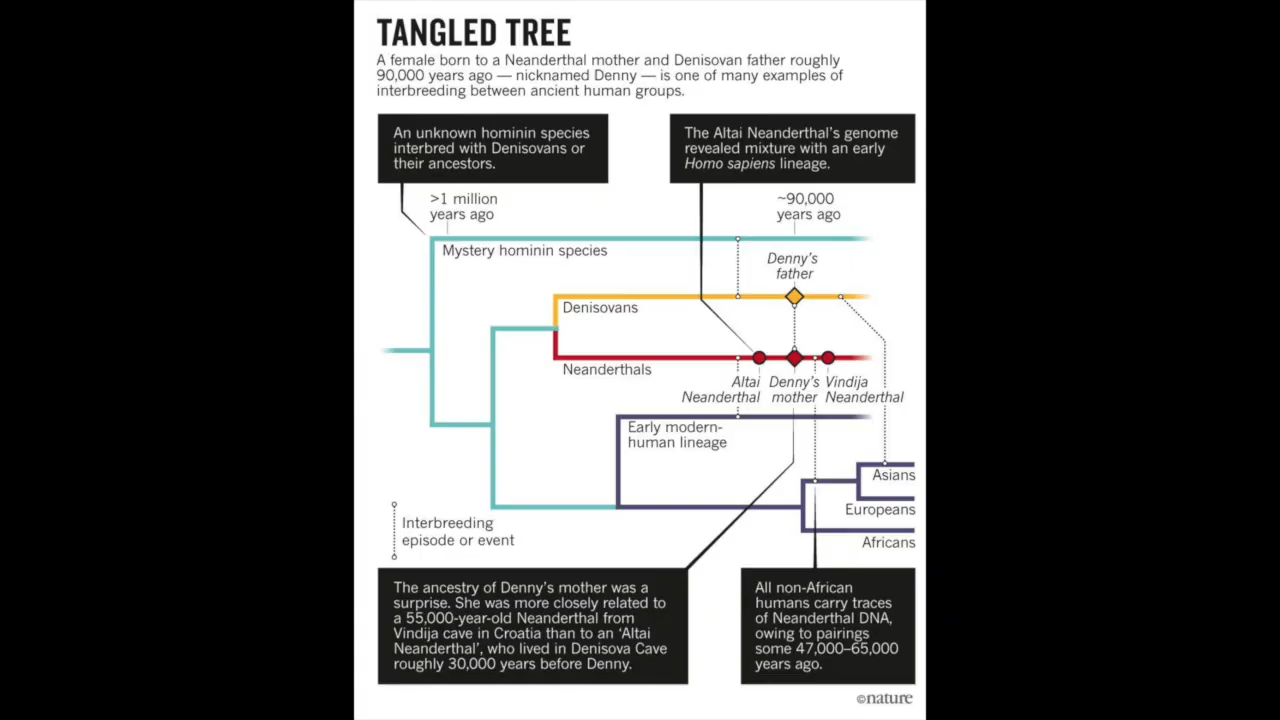 TANGLED TREE
A female born to a Neanderthal mother and Denisovan father roughly
90,000 years ago — nicknamed Denny — is one of many examples of
interbreeding between ancient human groups.
An unknown hominin species
interbred with Denisovans or
their ancestors.
The Altai Neanderthal's genome
revealed mixture with an early
Homo sapiens lineage.
>1 million
years ago
~90,000
years ago
Mystery hominin species
Denny's
father
Denisovans
Neanderthals
Altai
Neanderthal
Denny's
mother
Vindija
Neanderthal
Early modern-
human lineage
Asians
Europeans
Africans
Interbreeding
episode or event
The ancestry of Denny's mother was a
surprise. She was more closely related to
a 55,000-year-old Neanderthal from
Vindija cave in Croatia than to an ‘Altai
Neanderthal’, who lived in Denisova Cave
roughly 30,000 years before Denny.
All non-African
humans carry traces
of Neanderthal DNA,
owing to pairings
some 47,000–65,000
years ago.
©nature